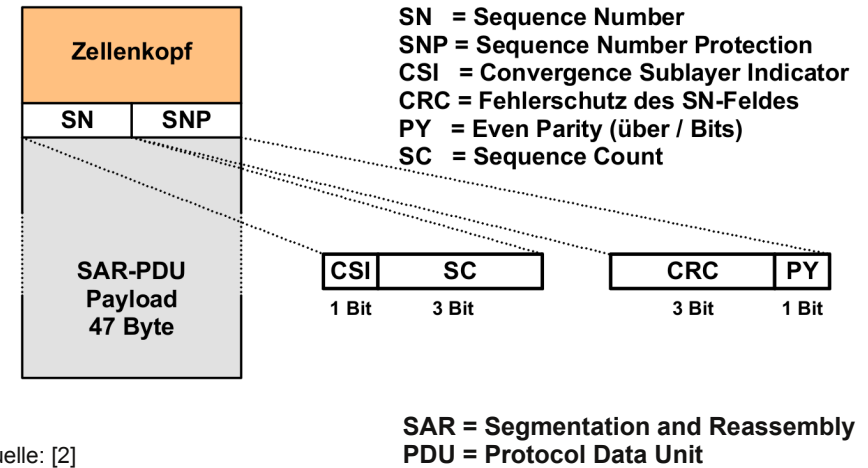 SN = Sequence Number
SNP = Sequence Number Protection
CSI = Convergence Sublayer Indicator
CRC = Fehlerschutz des SN-Feldes
PY = Even Parity (über / Bits)
SC = Sequence Count
Zellenkopf
SN SNP
SAR-PDU
Payload
47 Byte
CSI SC CRC PY
1 Bit 3 Bit 3 Bit 1 Bit
SAR = Segmentation and Reassembly
PDU = Protocol Data Unit
uelle: [2]